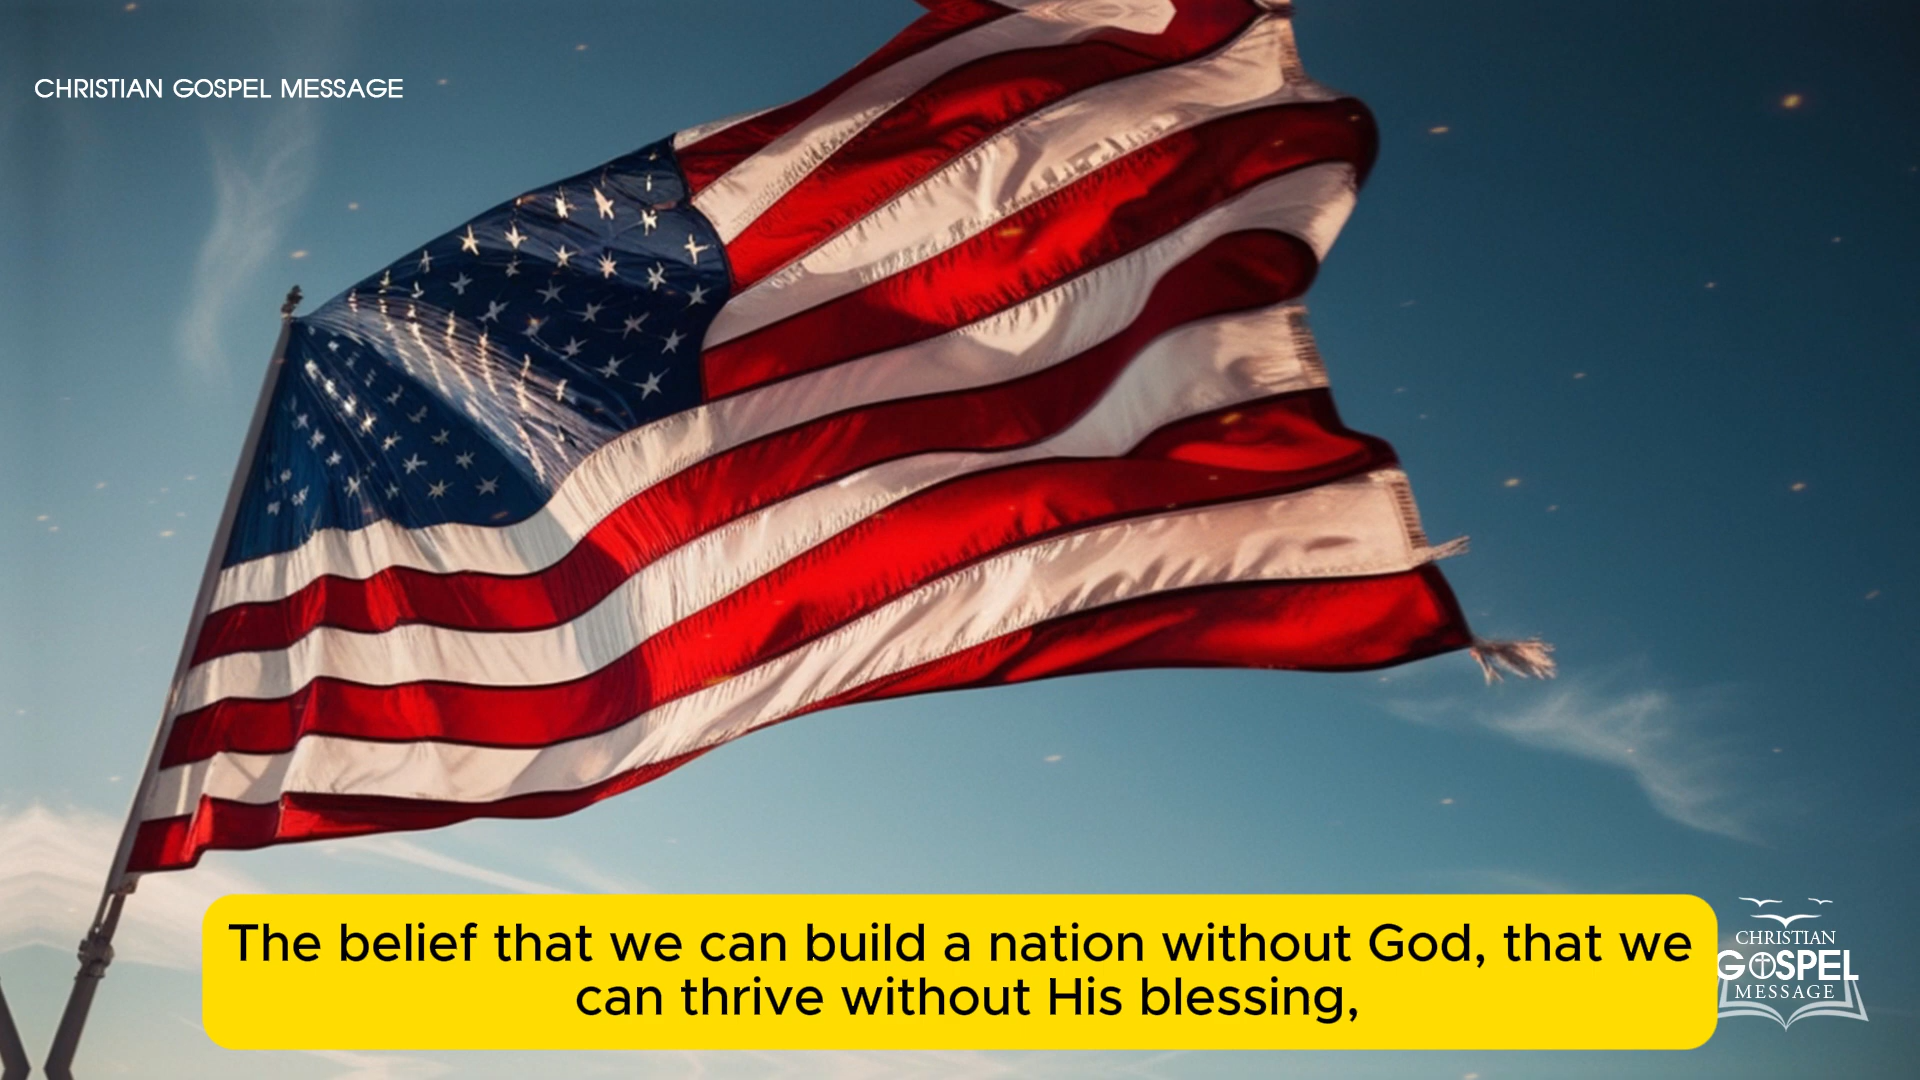 CHRISTIAN GOSPEL MESSAGE
The belief that we can build a nation without God, that we
can thrive without His blessing,
CHRISTIAN
GOSPEL
MESSAGE